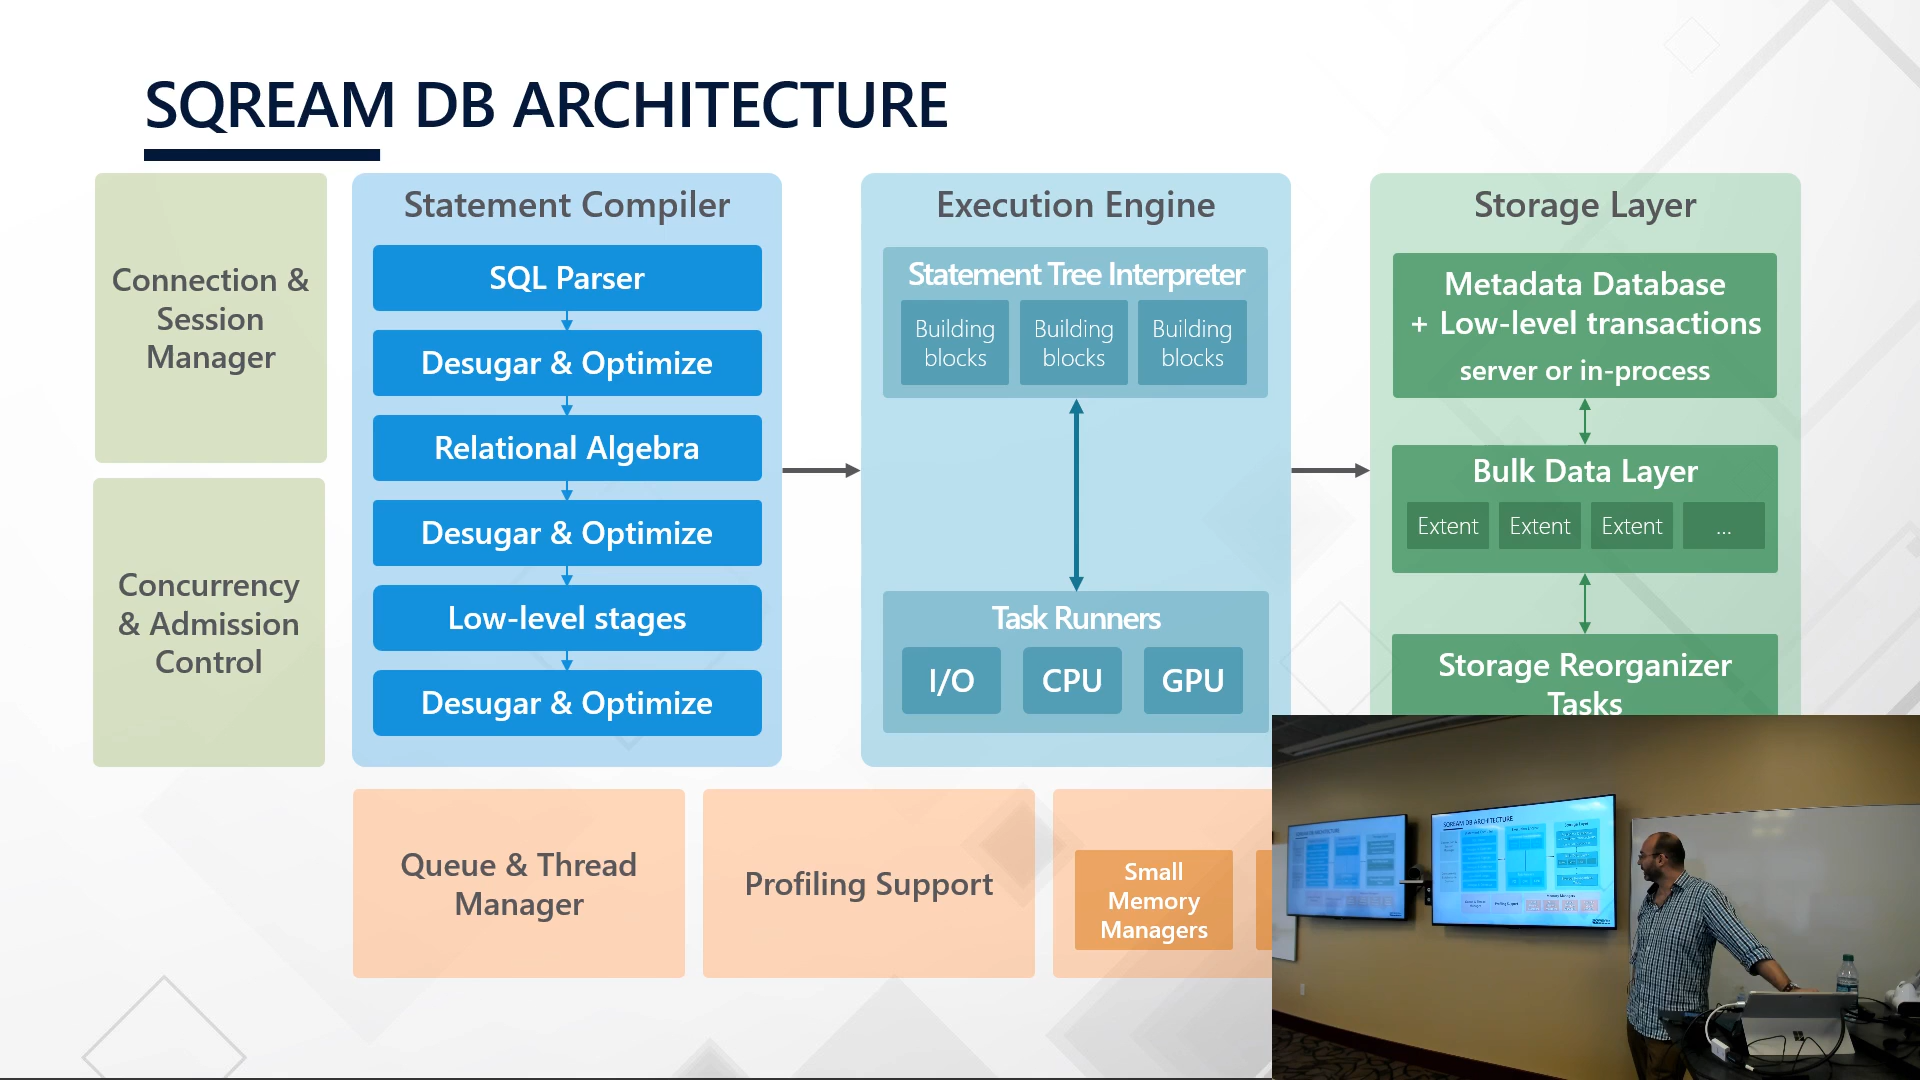 SQREAM DB ARCHITECTURE
Connection &
Session
Manager
Concurrency
& Admission
Control
Statement Compiler
SQL Parser
Desugar & Optimize
Relational Algebra
Desugar & Optimize
Low-level stages
Desugar & Optimize
Execution Engine
Statement Tree Interpreter
Building
blocks
Building
blocks
Building
blocks
Task Runners
I/O
CPU
GPU
Storage Layer
Metadata Database
+ Low-level transactions
server or in-process
Bulk Data Layer
Extent
Extent
Extent
...
Storage Reorganizer
Tasks
Queue & Thread
Manager
Profiling Support
Small
Memory
Managers
SQREAM DB ARCHITECTURE